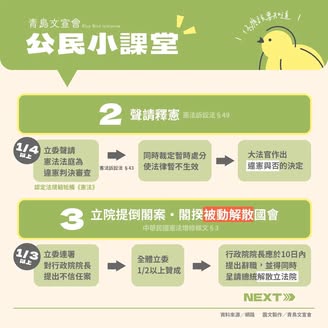 青鳥文宣會 Blue Bird Initiative
公民小課堂
2 聲請釋憲 憲法訴訟法 §49
1/4以上
立委聲請
憲法法庭為
違憲判決審查
認定法規範牴觸《憲法》
憲法訴訟法 §43
同時裁定暫時處分
使法律暫不生效
大法官作出
違憲與否的決定
3 立院提倒閣案・閣揆被動解散國會
中華民國憲法增修條文 §3
1/3以上
立委連署
對行政院院長
提出不信任案
全體立委
1/2以上贊成
行政院院長應於10日內
提出辭職，並得同時
呈請總統解散立法院
NEXT
資料來源／網路 圖文製作／青鳥文宣會